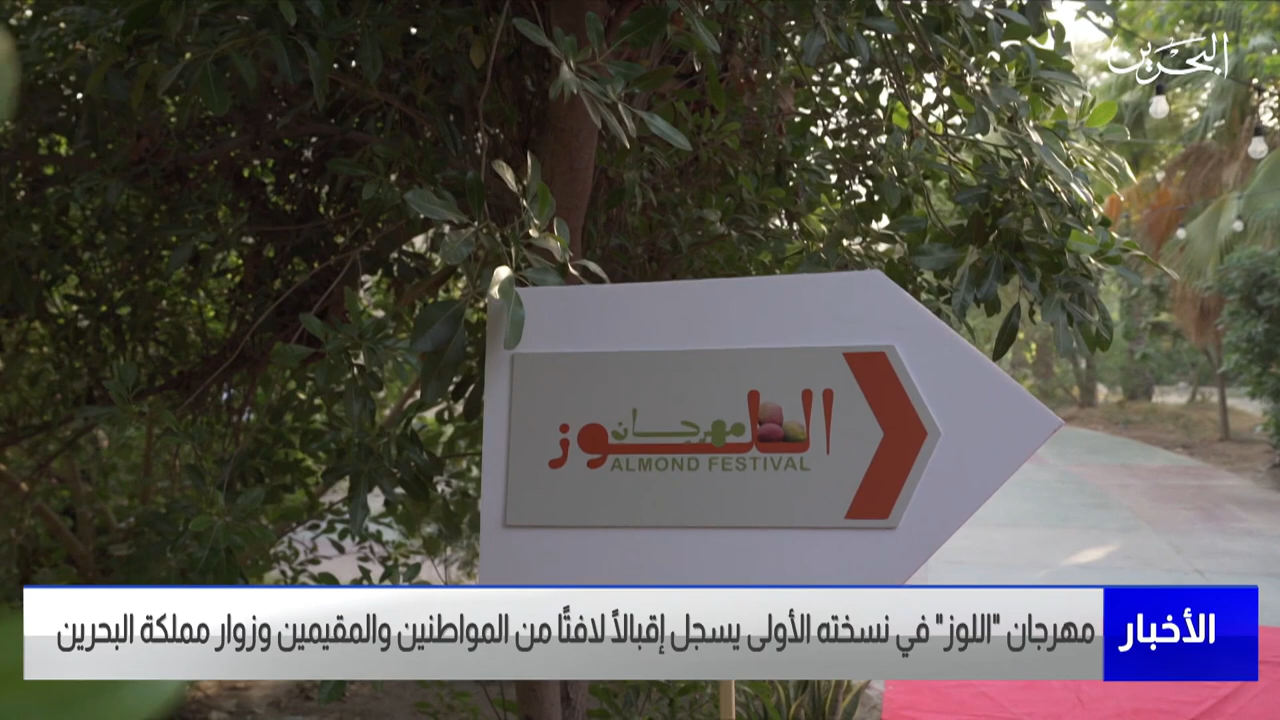 البحرين
مهرجان
اللوز
ALMOND FESTIVAL
الأخبار
مهرجان "اللوز" في نسخته الأولى يسجل إقبالاً لافتًا من المواطنين والمقيمين وزوار مملكة البحرين